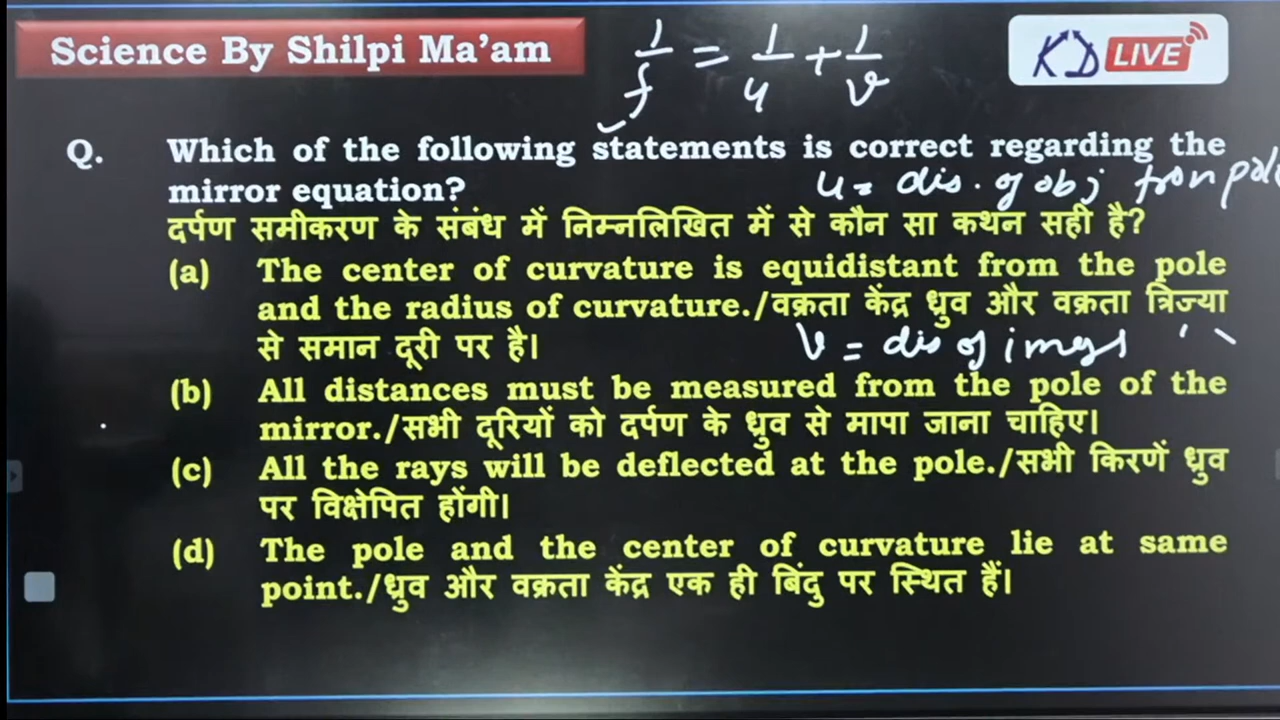 Science By Shilpi Ma'am
1/f = 1/u + 1/v
KD LIVE
Q. Which of the following statements is correct regarding the
mirror equation?
u = dis. of obj from pole
दर्पण समीकरण के संबंध में निम्नलिखित में से कौन सा कथन सही है?
(a) The center of curvature is equidistant from the pole
and the radius of curvature./वक्रता केंद्र ध्रुव और वक्रता त्रिज्या
से समान दूरी पर है।
v = dis of
(b) All distances must be measured from the pole of the
mirror./सभी दूरियों को दर्पण के ध्रुव से मापा जाना चाहिए।
(c) All the rays will be deflected at the pole./सभी किरणें ध्रुव
पर विक्षेपित होंगी।
(d) The pole and the center of curvature lie at same
point./ध्रुव और वक्रता केंद्र एक ही बिंदु पर स्थित हैं।